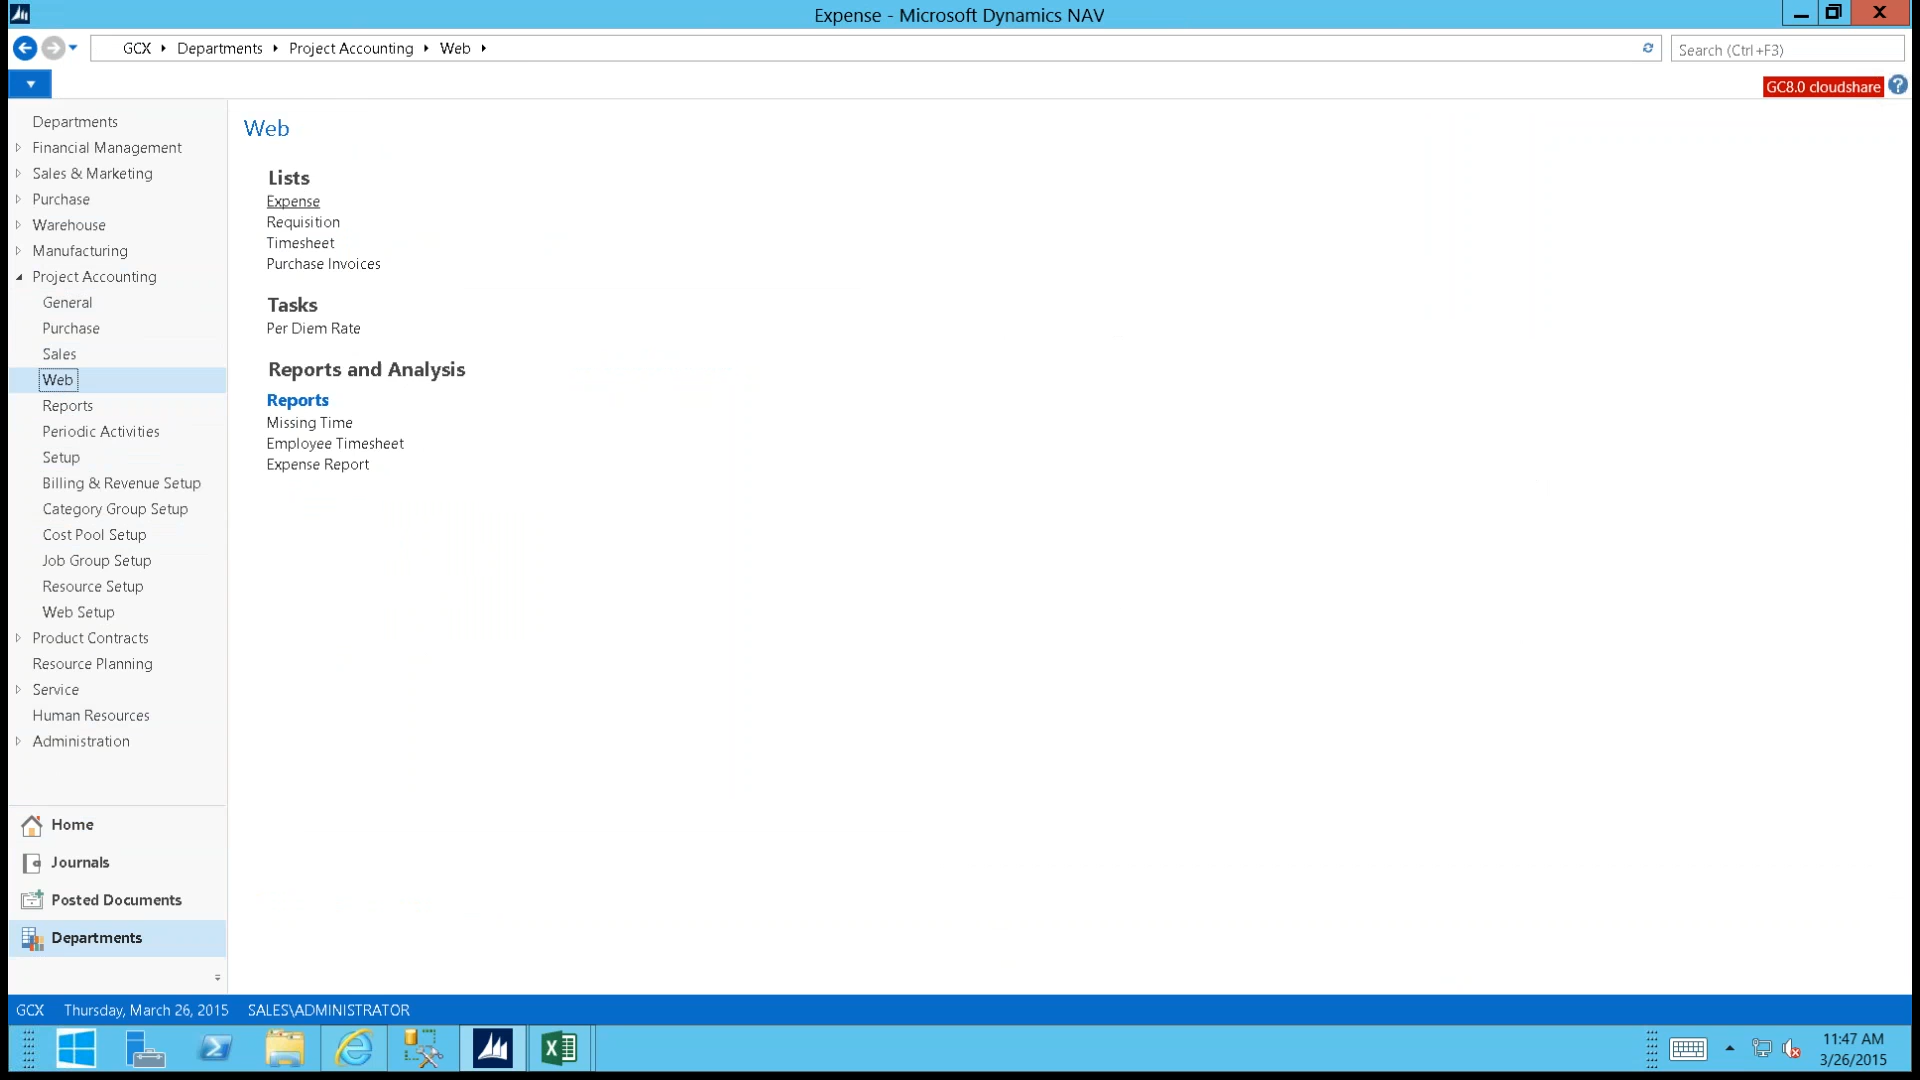 Expense - Microsoft Dynamics NAV
X
GCX Departments Project Accounting Web
Search (Ctrl+F3)
GC8.0 cloudshare
?
Departments
Financial Management
Sales & Marketing
Purchase
Warehouse
Manufacturing
Project Accounting
General
Purchase
Sales
Web
Reports
Periodic Activities
Setup
Billing & Revenue Setup
Category Group Setup
Cost Pool Setup
Job Group Setup
Resource Setup
Web Setup
Product Contracts
Resource Planning
Service
Human Resources
Administration
Home
Journals
Posted Documents
Departments
Web
Lists
Expense
Requisition
Timesheet
Purchase Invoices
Tasks
Per Diem Rate
Reports and Analysis
Reports
Missing Time
Employee Timesheet
Expense Report
GCX Thursday, March 26, 2015 SALES\ADMINISTRATOR
11:47 AM
3/26/2015